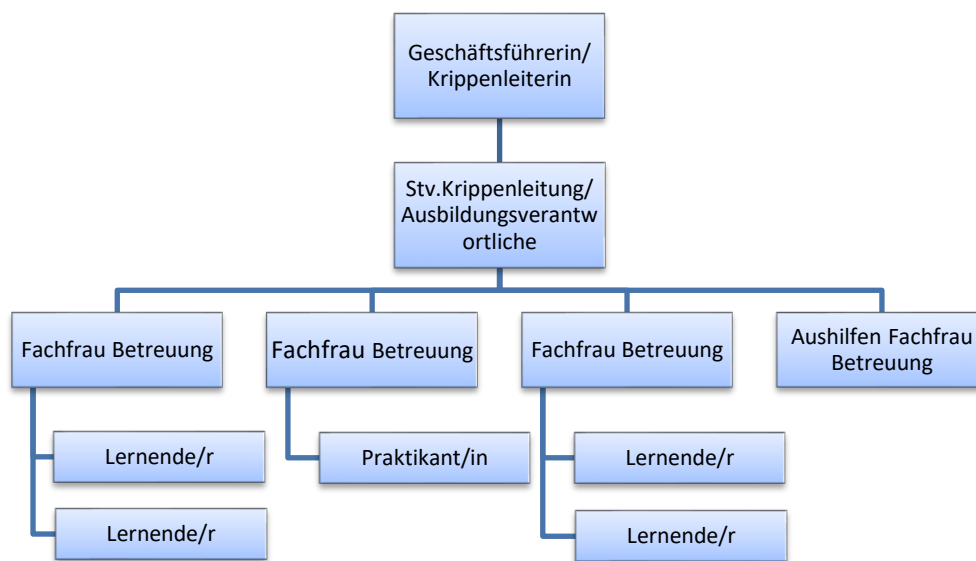 Geschäftsführerin/
Krippenleiterin
Stv.Krippenleitung/
Ausbildungsverantw
ortliche
Fachfrau Betreuung
Fachfrau Betreuung
Fachfrau Betreuung
Aushilfen Fachfrau
Betreuung
Lernende/r
Praktikant/in
Lernende/r
Lernende/r
Lernende/r